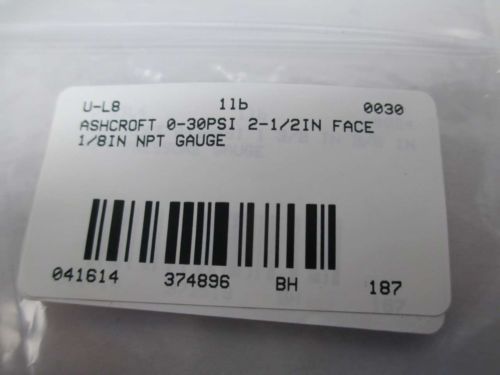 U-L8 1lb 0030
ASHCROFT 0-30PSI 2-1/2IN FACE
1/8IN NPT GAUGE
041614 374896 BH 187